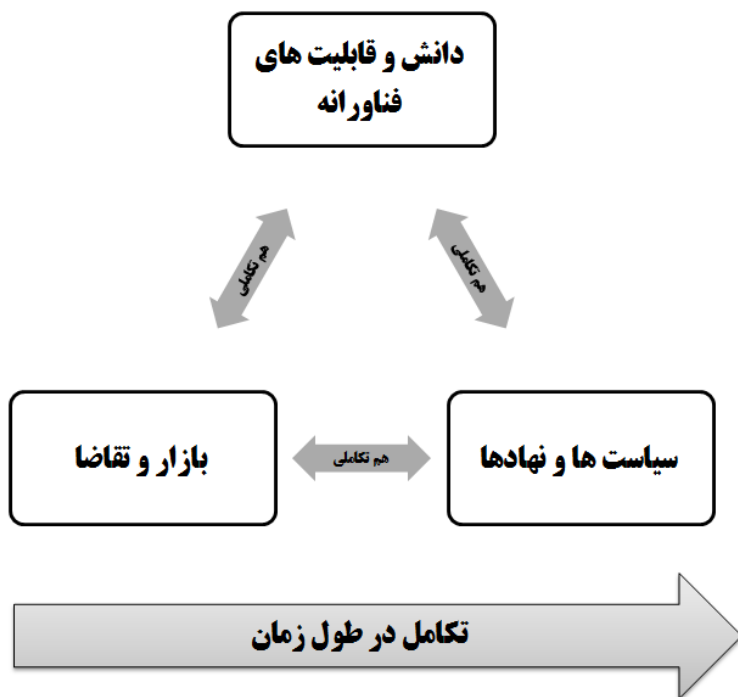 دانش و قابلیت های
فناورانه
هم تکاملی
هم تکاملی
سیاست ها و نهادها
هم تکاملی
بازار و تقاضا
تکامل در طول زمان